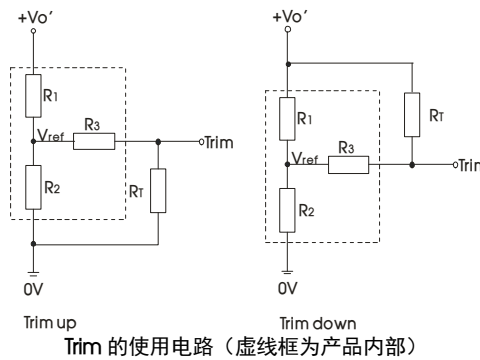 +Vo'
R1
Vref
R3
Trim
R2
RT
0V
Trim up
+Vo'
R1
RT
Vref
R3
Trim
R2
0V
Trim down
Trim 的使用电路（虚线框为产品内部）